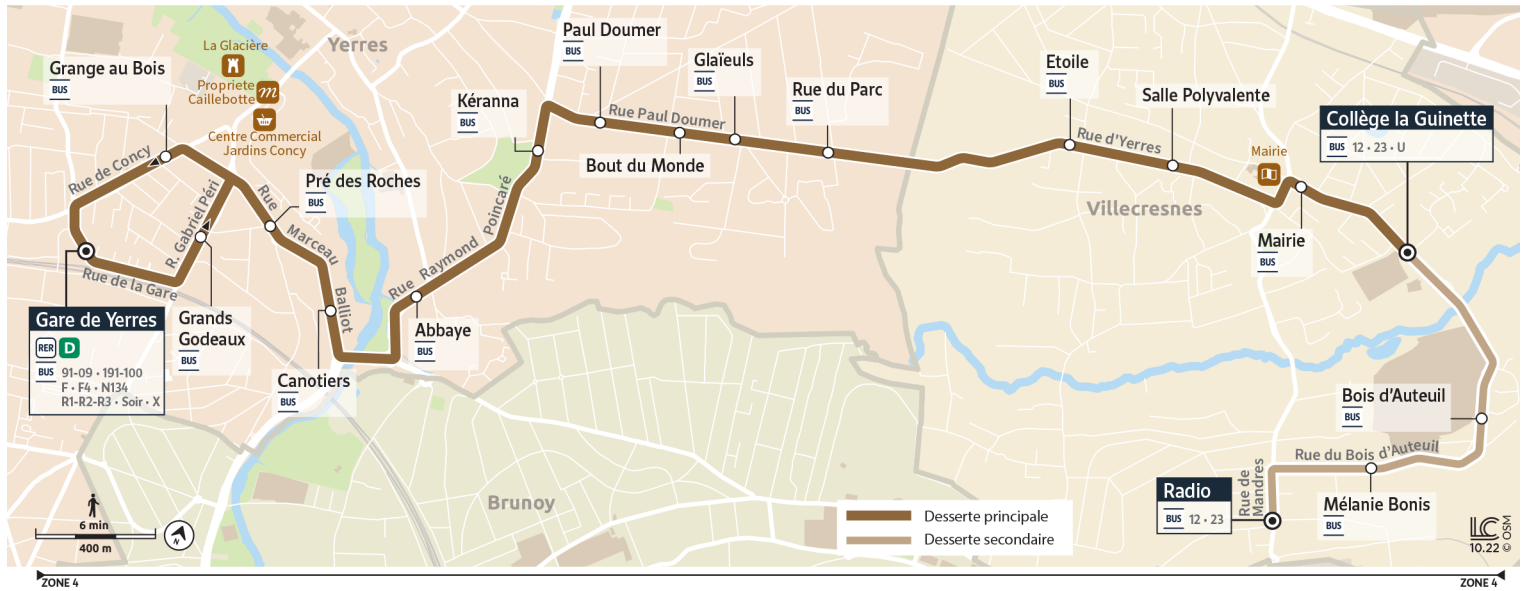 Yerres
La Glacière
Propriete
Caillebotte
m
Centre Commercial
Jardins Concy
Grange au Bois
BUS
Rue de Concy
R. Gabriel Péri
Rue
Marceau
Pré des Roches
BUS
Rue de la Gare
Gare de Yerres
RER D
BUS 91-09 • 191-100
F • F4 • N134
R1-R2-R3 • Soir • X
Grands
Godeaux
BUS
Balliot
Canotiers
BUS
Rue Raymond Poincaré
Abbaye
BUS
Kéranna
BUS
Paul Doumer
BUS
Rue Paul Doumer
Bout du Monde
Glaïeuls
BUS
Rue du Parc
BUS
Etoile
BUS
Rue d'Yerres
Salle Polyvalente
Villecresnes
Mairie
Mairie
BUS
Collège la Guinette
BUS 12 • 23 • U
Bois d'Auteuil
BUS
Rue du Bois d'Auteuil
Mélanie Bonis
BUS
Rue de
Mandres
Radio
BUS 12 • 23
Brunoy
Desserte principale
Desserte secondaire
6 min
400 m
N
LC
10.22 © OSM
ZONE 4
ZONE 4